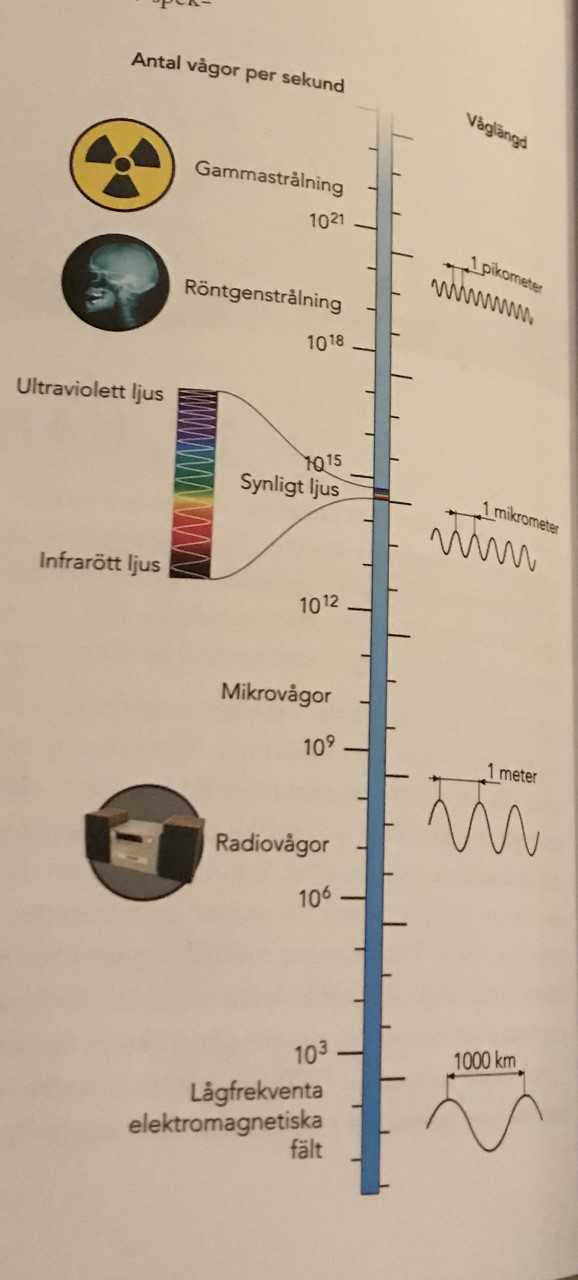 Antal vågor per sekund
Våglängd
Gammastrålning
10²¹
1 pikometer
Röntgenstrålning
10¹⁸
Ultraviolett ljus
10¹⁵
Synligt ljus
1 mikrometer
Infrarött ljus
10¹²
Mikrovågor
10⁹
1 meter
Radiovågor
10⁶
10³
1000 km
Lågfrekventa
elektromagnetiska
fält